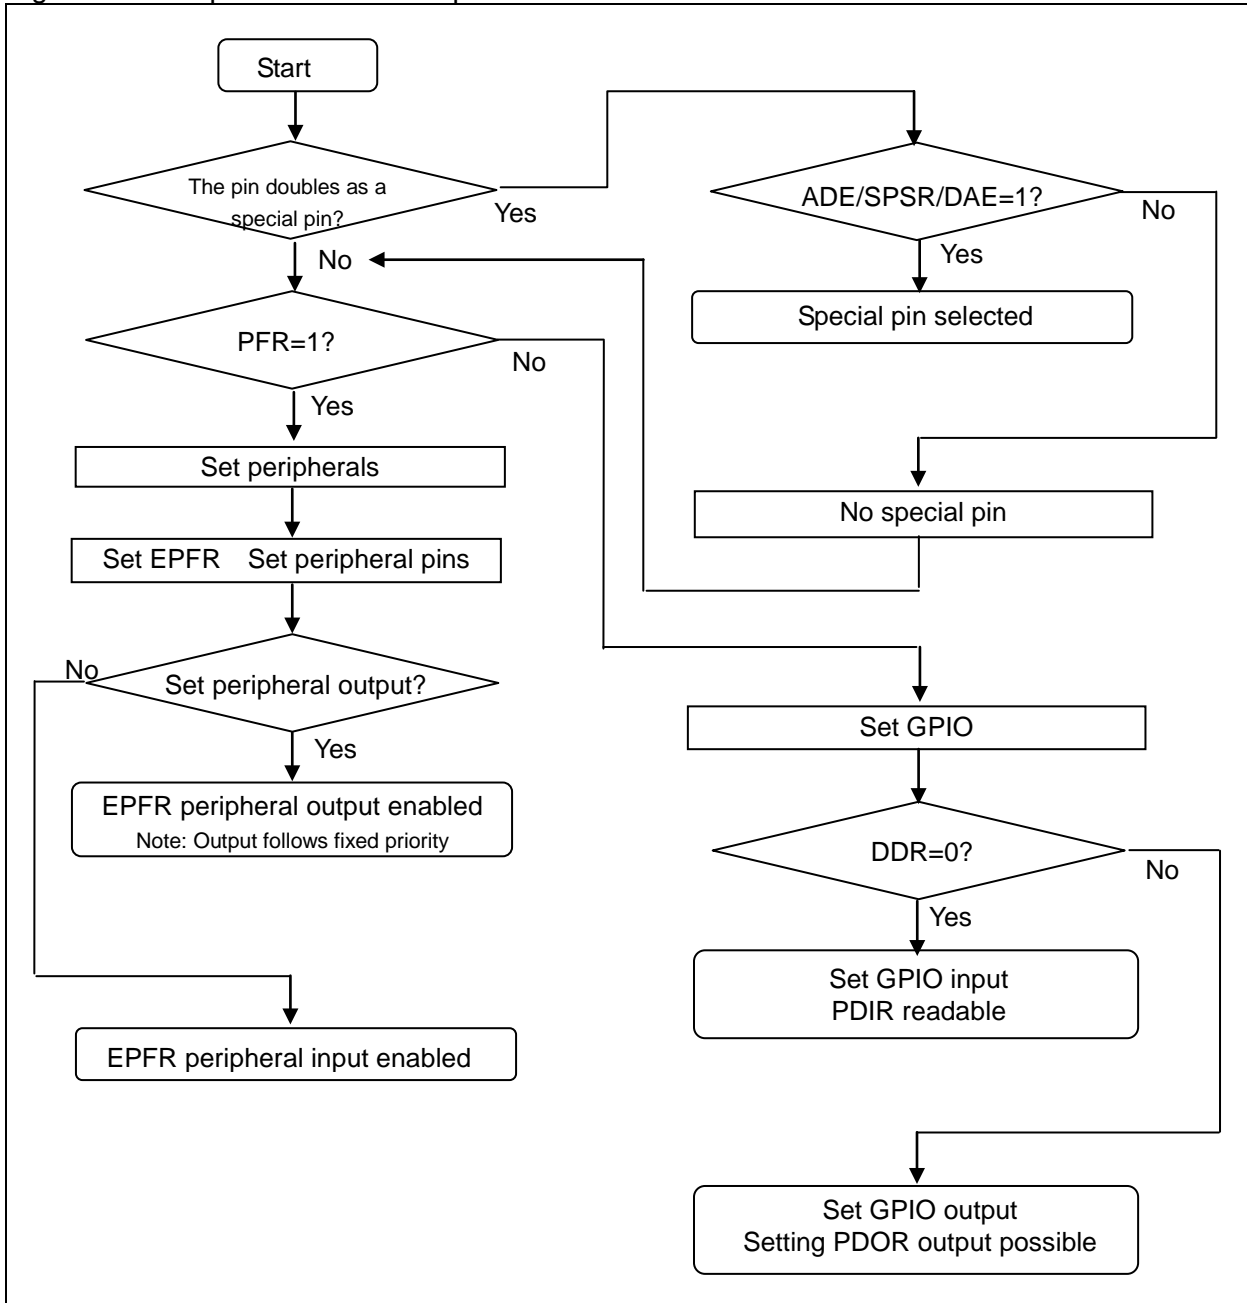 Start
The pin doubles as a
special pin?
Yes
No
ADE/SPSR/DAE=1?
No
Yes
Special pin selected
PFR=1?
No
Yes
Set peripherals
No special pin
Set EPFR Set peripheral pins
Set peripheral output?
No
Yes
EPFR peripheral output enabled
Note: Output follows fixed priority
EPFR peripheral input enabled
Set GPIO
DDR=0?
No
Yes
Set GPIO input
PDIR readable
Set GPIO output
Setting PDOR output possible